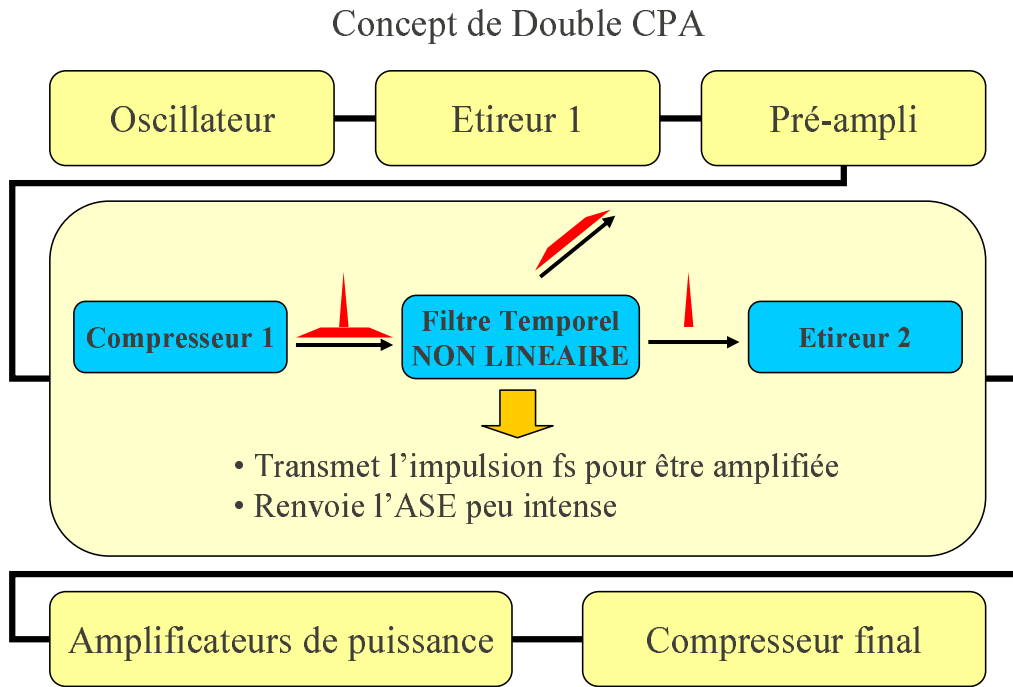 Concept de Double CPA
Oscillateur
Etireur 1
Pré-ampli
Compresseur 1
Filtre Temporel
NON LINEAIRE
Etireur 2
• Transmet l’impulsion fs pour être amplifiée
• Renvoie l’ASE peu intense
Amplificateurs de puissance
Compresseur final